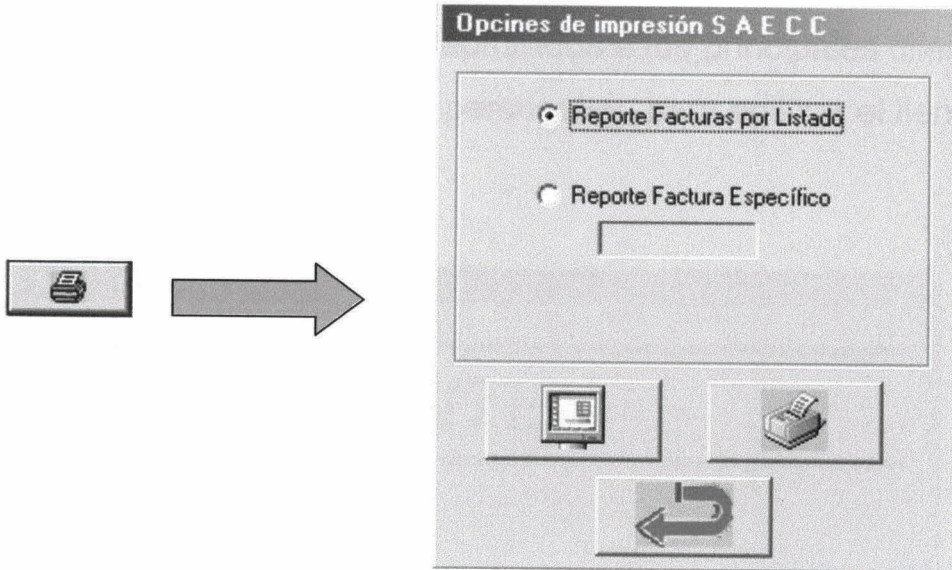 Opcines de impresión S A E C C
Reporte Facturas por Listado
Reporte Factura Específico